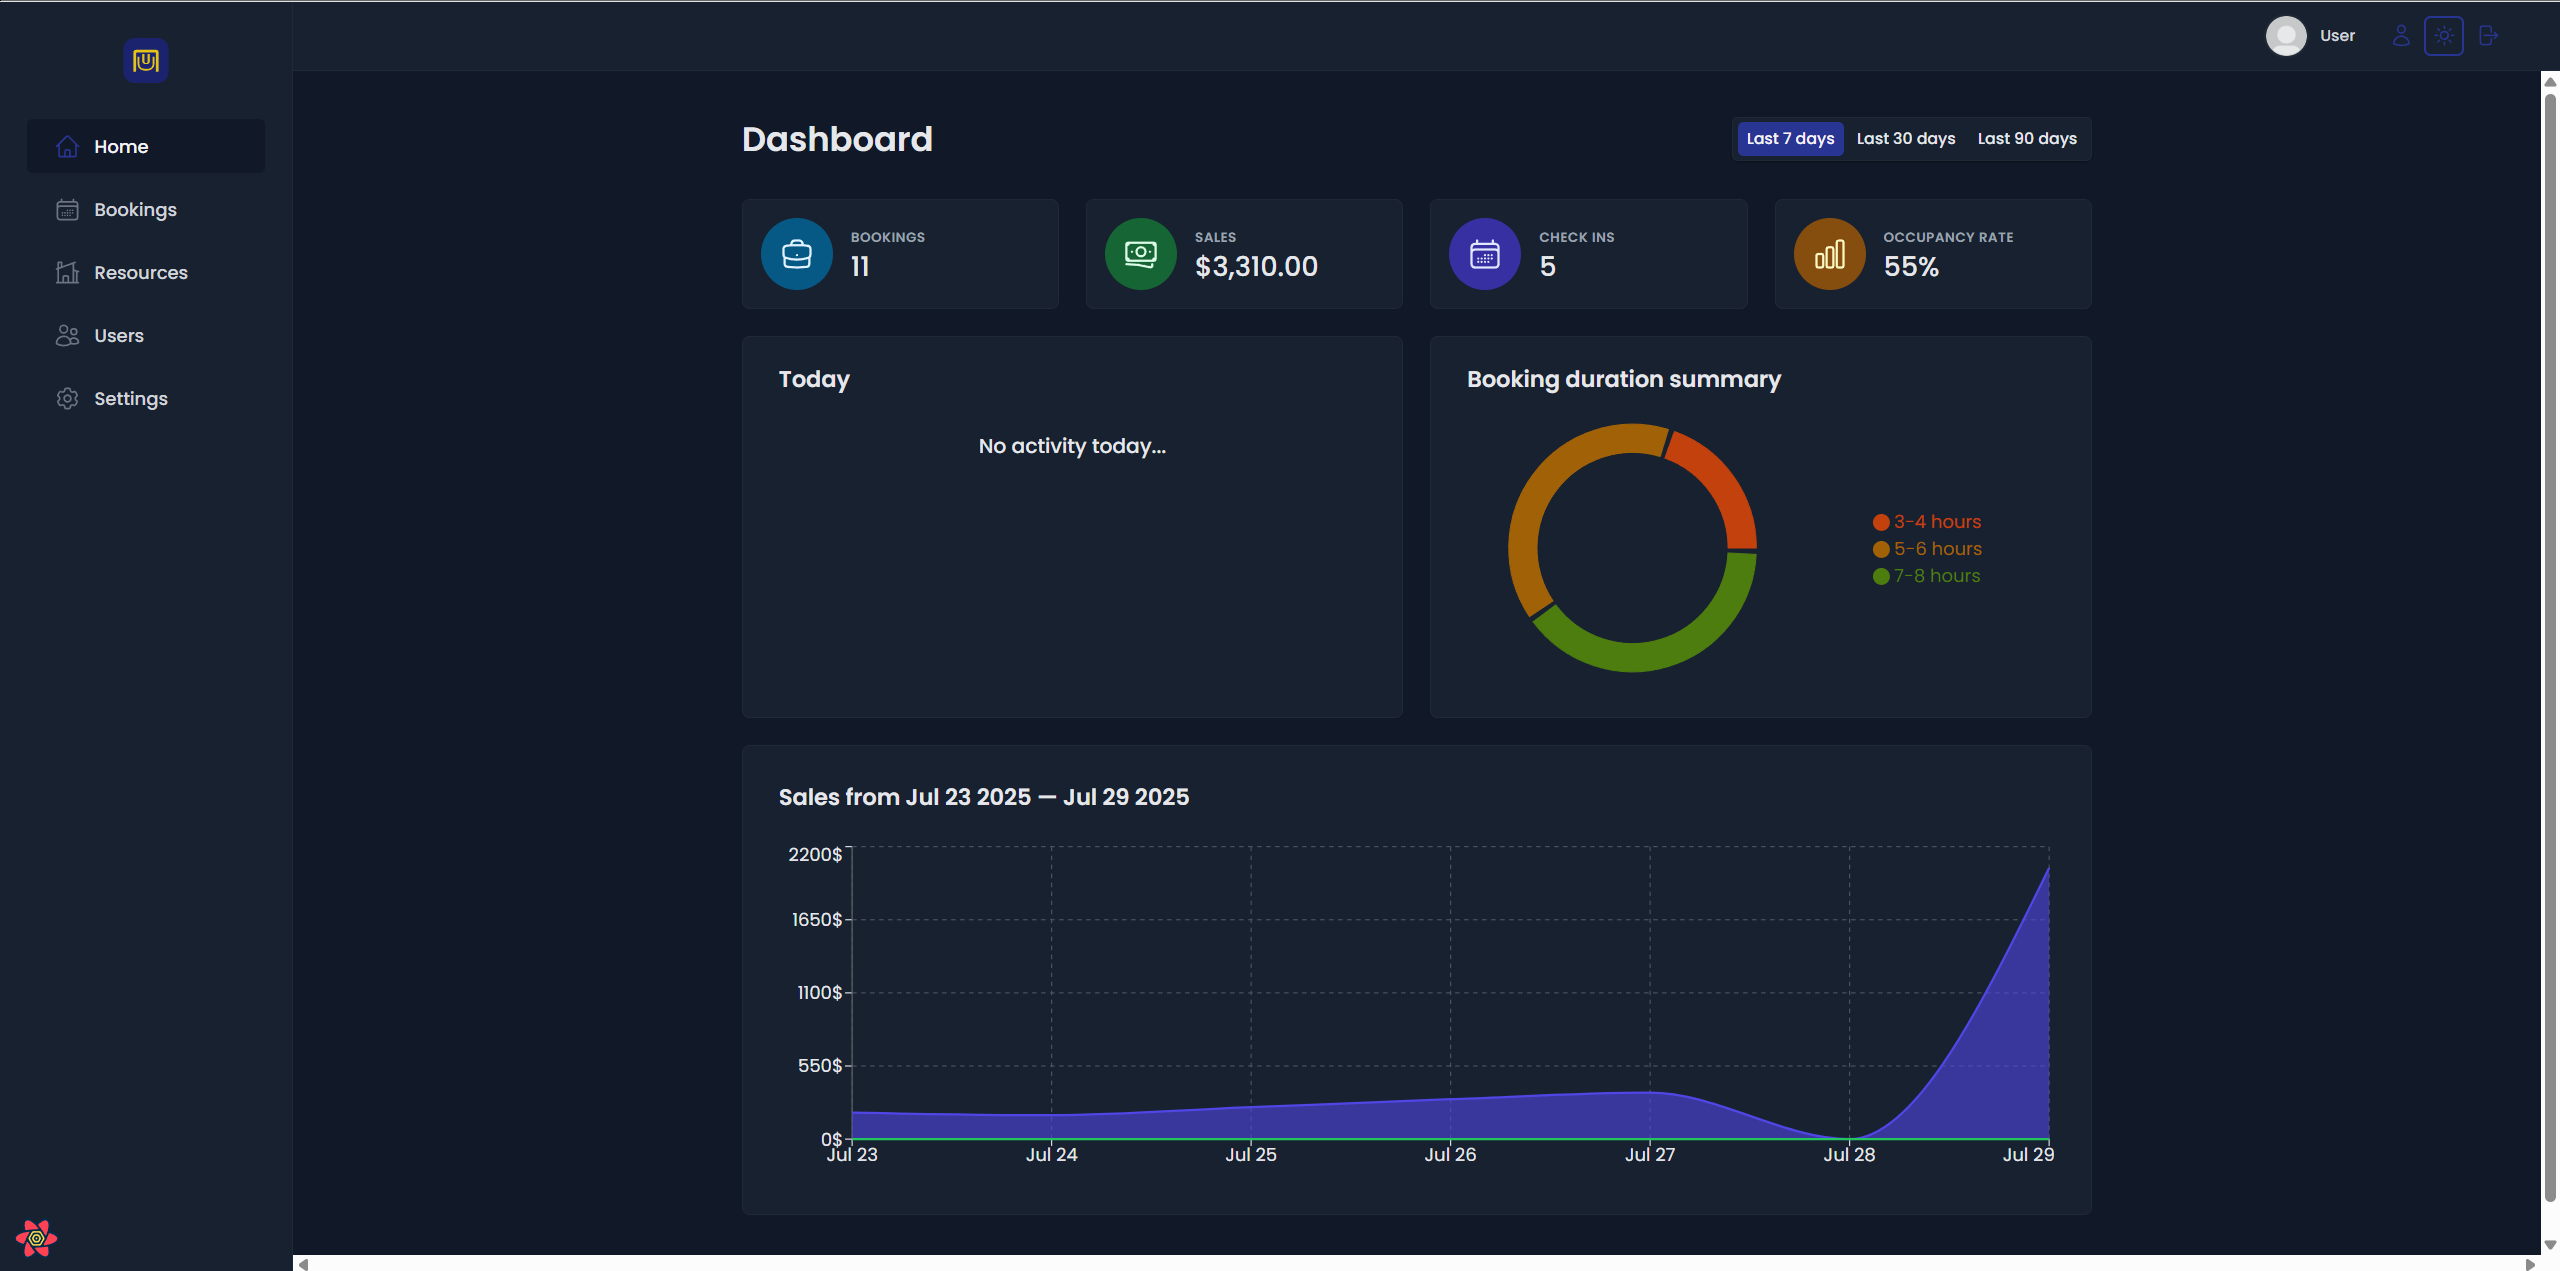 U
User
Home
Bookings
Resources
Users
Settings
Dashboard
Last 7 days Last 30 days Last 90 days
BOOKINGS
11
SALES
$3,310.00
CHECK INS
5
OCCUPANCY RATE
55%
Today
No activity today...
Booking duration summary
3-4 hours
5-6 hours
7-8 hours
Sales from Jul 23 2025 — Jul 29 2025
2200$
1650$
1100$
550$
0$
Jul 23 Jul 24 Jul 25 Jul 26 Jul 27 Jul 28 Jul 29